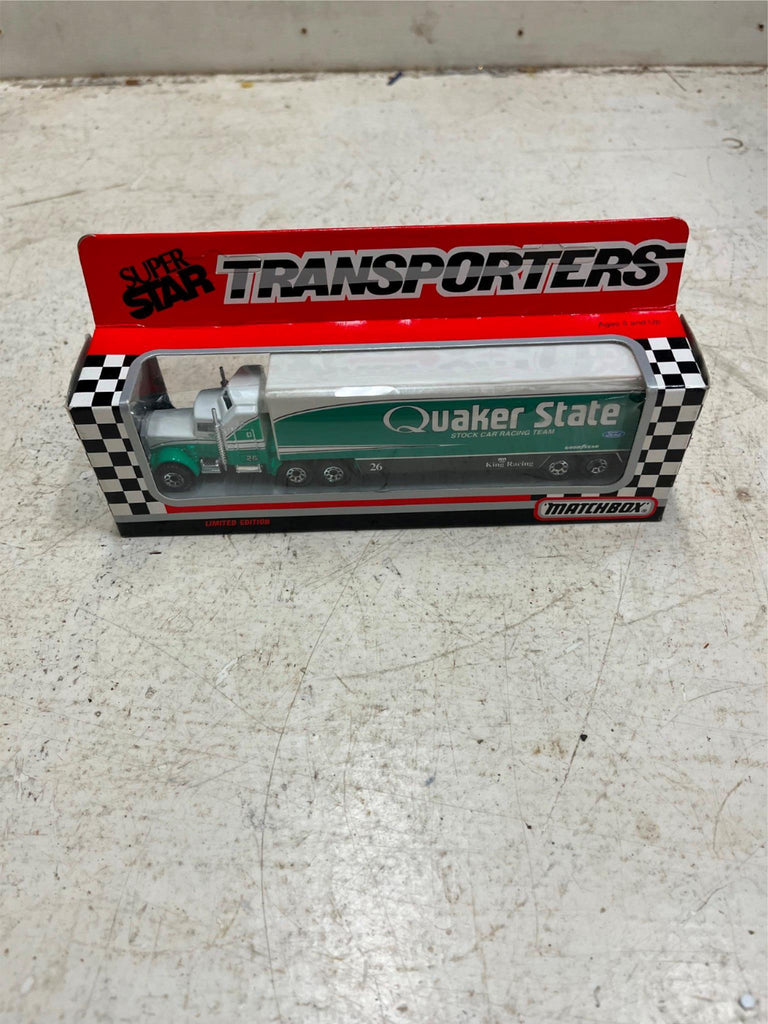 SUPER
STAR
TRANSPORTERS
Ages 3 and Up
QUAKER STATE
STOCK CAR RACING TEAM
Ford
GOODYEAR
26
26
King Racing
MATCHBOX
LIMITED EDITION